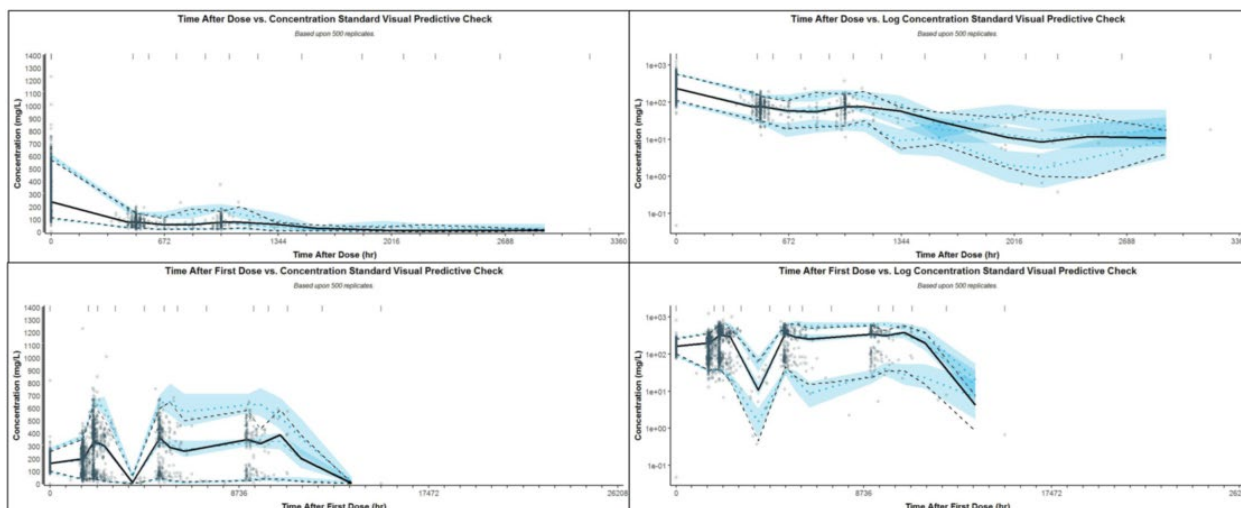 Time After Dose vs. Concentration Standard Visual Predictive Check
Based upon 500 replicates.
Concentration (mg/L)
1400
1300
1200
1100
1000
900
800
700
600
500
400
300
200
100
0
0 672 1344 2016 2688 3360
Time After Dose (hr)
Time After Dose vs. Log Concentration Standard Visual Predictive Check
Based upon 500 replicates.
Concentration (mg/L)
1e+03
1e+02
1e+01
1e+00
1e-01
0 672 1344 2016 2688 336
Time After Dose (hr)
Time After First Dose vs. Concentration Standard Visual Predictive Check
Based upon 500 replicates.
Concentration (mg/L)
1400
1300
1200
1100
1000
900
800
700
600
500
400
300
200
100
0
0 8736 17472 26208
Time After First Dose (hr)
Time After First Dose vs. Log Concentration Standard Visual Predictive Check
Based upon 500 replicates.
Concentration (mg/L)
1e+03
1e+02
1e+01
1e+00
1e-01
0 8736 17472 262
Time After First Dose (hr)